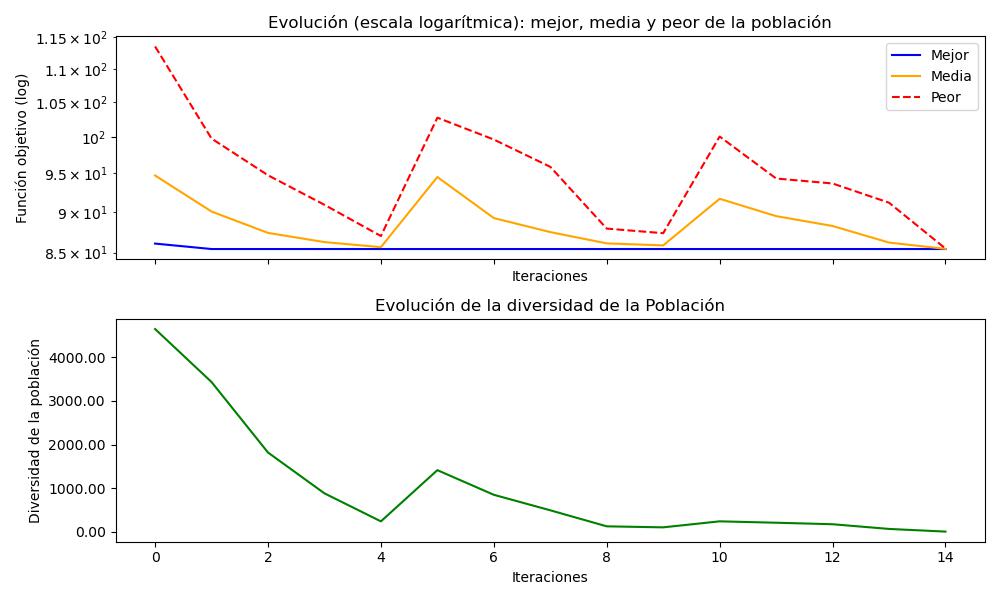 Evolución (escala logarítmica): mejor, media y peor de la población
Función objetivo (log)
1.15 × 10²
1.1 × 10²
1.05 × 10²
10²
9.5 × 10¹
9 × 10¹
8.5 × 10¹
Mejor
Media
Peor
Iteraciones
Evolución de la diversidad de la Población
Diversidad de la población
4000.00
3000.00
2000.00
1000.00
0.00
0 2 4 6 8 10 12 14
Iteraciones